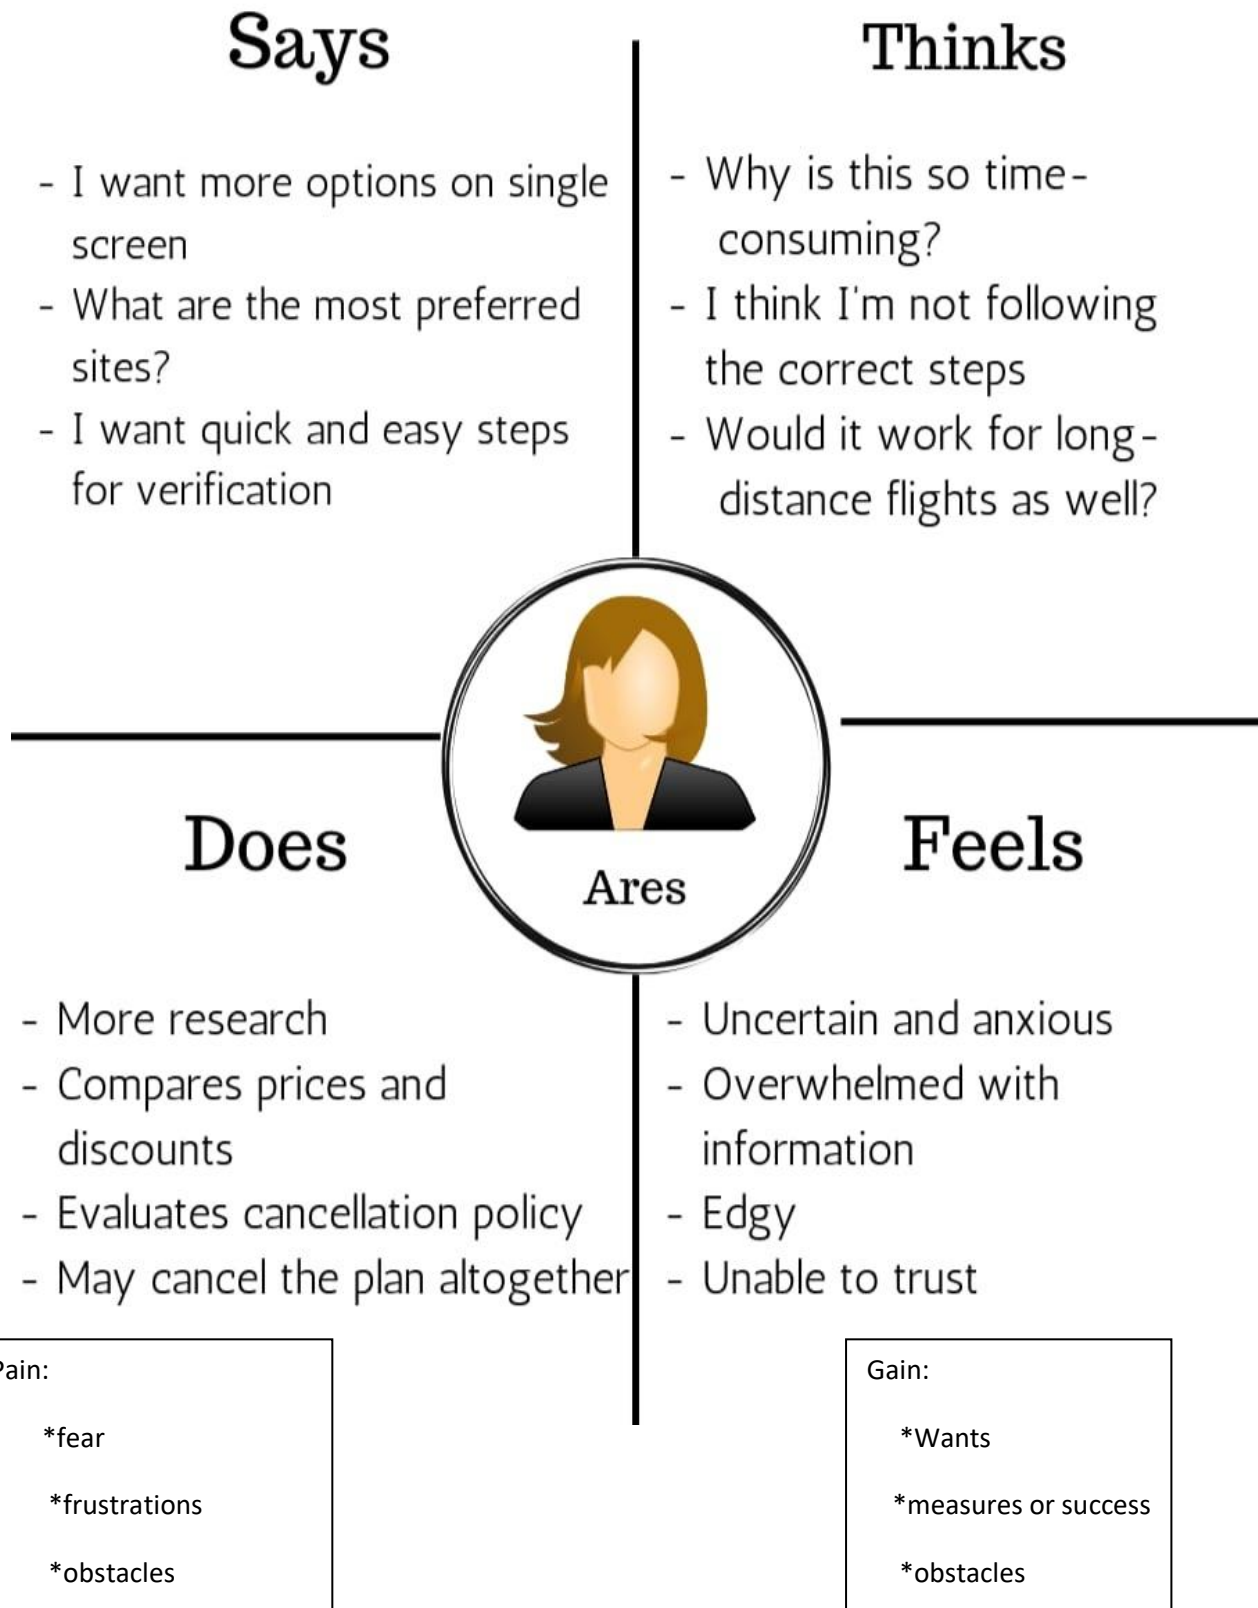 Says
- I want more options on single
screen
- What are the most preferred
sites?
- I want quick and easy steps
for verification
Thinks
- Why is this so time-
consuming?
- I think I'm not following
the correct steps
- Would it work for long-
distance flights as well?
Ares
Does
- More research
- Compares prices and
discounts
- Evaluates cancellation policy
- May cancel the plan altogether
Feels
- Uncertain and anxious
- Overwhelmed with
information
- Edgy
- Unable to trust
Pain:
*fear
*frustrations
*obstacles
Gain:
*Wants
*measures or success
*obstacles